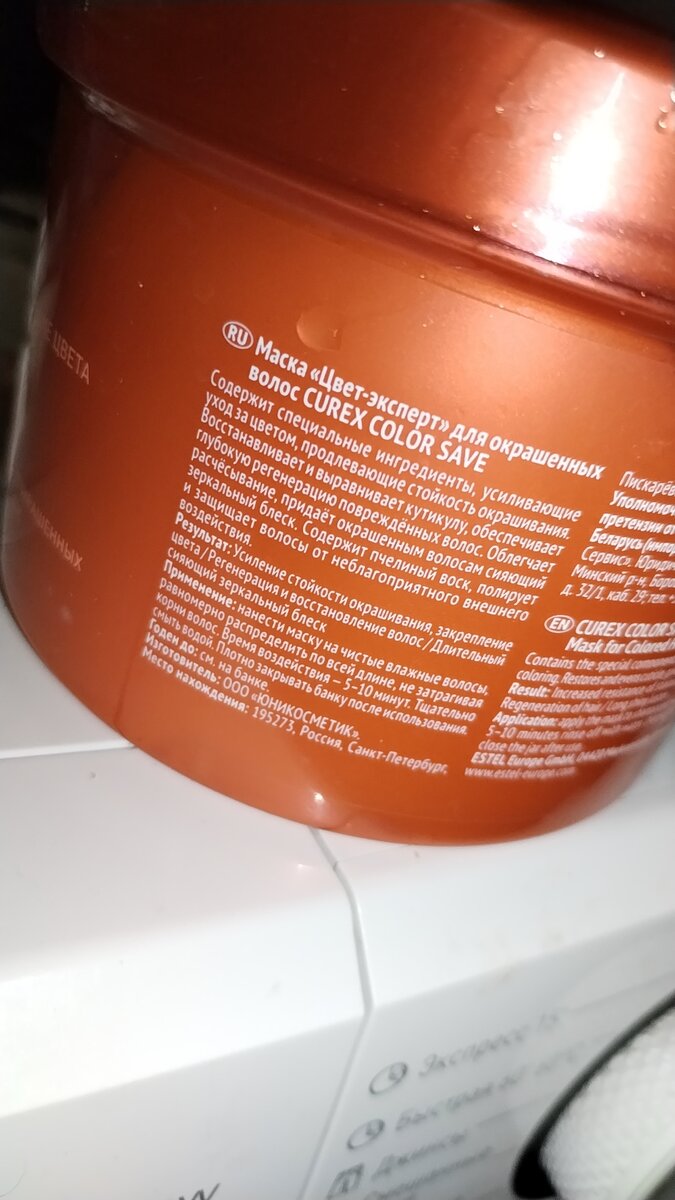 Е ЦВЕТА
RU Маска «Цвет-эксперт» для окрашенных
волос CUREX COLOR SAVE
Содержит специальные ингредиенты, усиливающие
уход за цветом, продлевающие стойкость окрашивания.
Восстанавливает и выравнивает кутикулу, обеспечивает
глубокую регенерацию повреждённых волос. Облегчает
расчёсывание, придаёт окрашенным волосам сияющий
зеркальный блеск. Содержит пчелиный воск, полирует
и защищает волосы от неблагоприятного внешнего
воздействия.
Результат: Усиление стойкости окрашивания, закрепление
цвета / Регенерация и восстановление волос / Длительный
сияющий зеркальный блеск
Применение: нанести маску на чистые влажные волосы,
равномерно распределить по всей длине, не затрагивая
корни волос. Время воздействия – 5–10 минут. Тщательно
смыть водой. Плотно закрывать банку после использования.
Годен до: см. на банке.
Изготовитель: ООО «ЮНИКОСМЕТИК»,
Место нахождения: 195273, Россия, Санкт-Петербург,
Пискарёв
Уполномоч
претензии от
Беларусь (импор
Сервис». Юридич
Минский р-н, Боро
д. 32/1, каб. 29; тел.
EN CUREX COLOR S
Mask for Colored
Contains the special com
coloring. Restores and
Result: Increased resistance
Regeneration of hair / Long
Application: apply the mask
5–10 minutes
close the jar after use.
ESTEL Europe GmbH,
www.estel-europe.com
РАШЕННЫХ
Экспресс
Быстрая
Джинсы